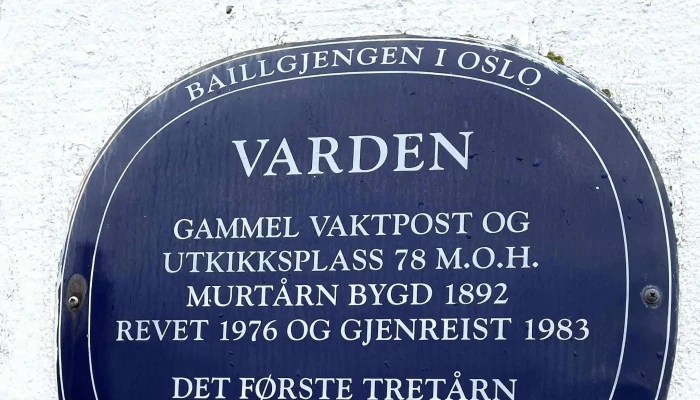 BAILLGJENGEN I OSLO
VARDEN
GAMMEL VAKTPOST OG
UTKIKKSPLASS 78 M.O.H.
MURTÅRN BYGD 1892
REVET 1976 OG GJENREIST 1983
DET FØRSTE TRETÅRN